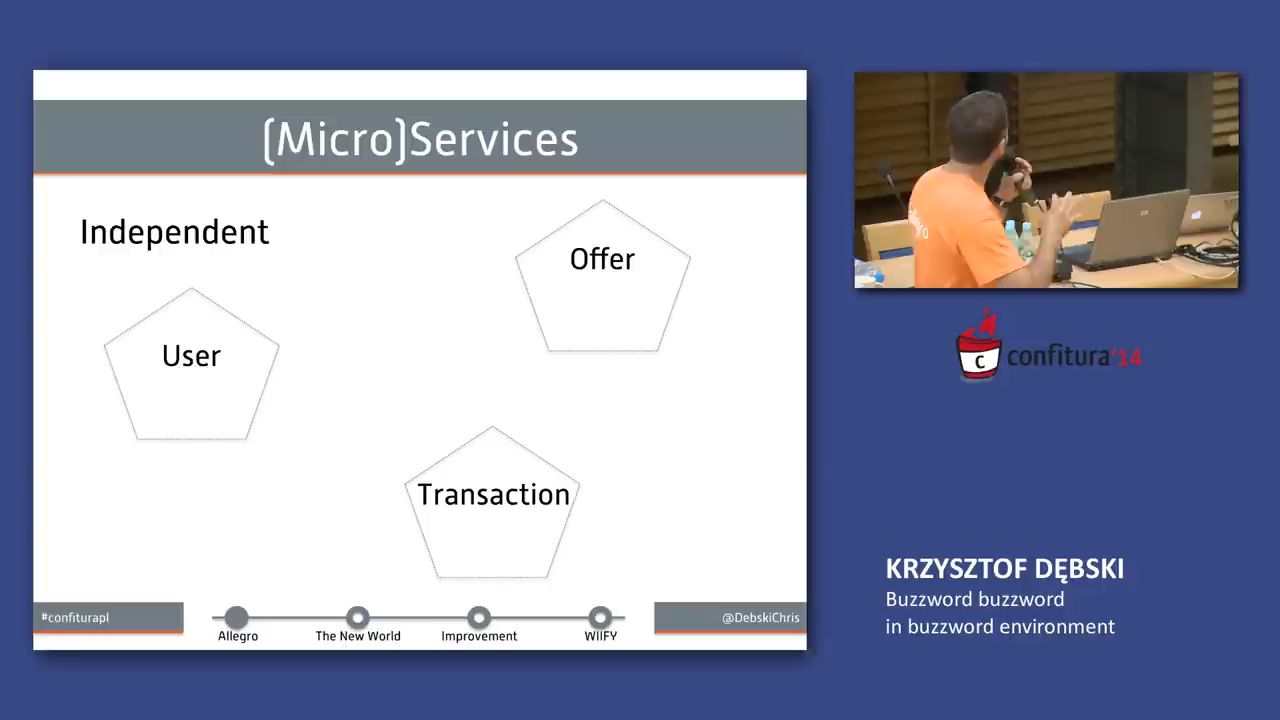 (Micro)Services
Independent
Offer
User
Transaction
#confiturapl
Allegro
The New World
Improvement
WIIFY
@DebskiChris
C
confitura'14
KRZYSZTOF DĘBSKI
Buzzword buzzword
in buzzword environment